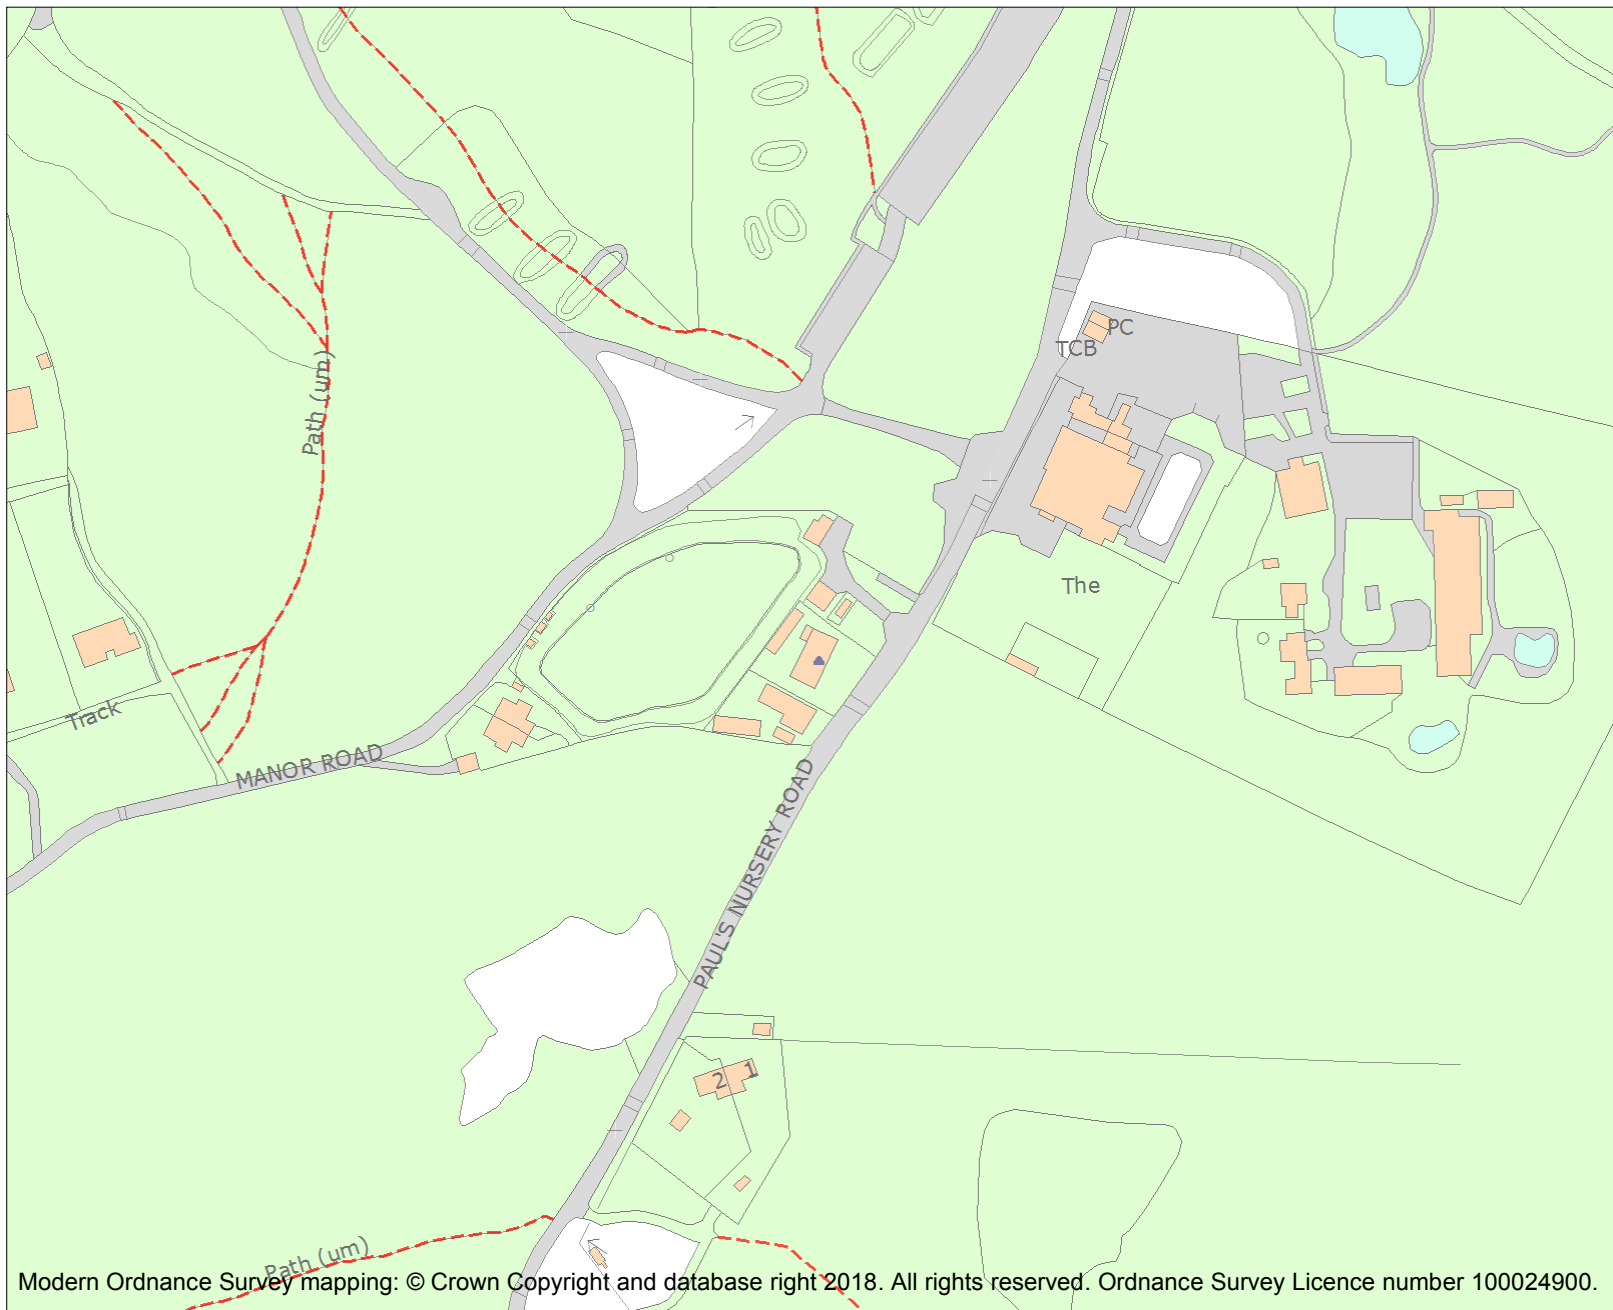 PC
TCB
Path (um)
The
Track
MANOR ROAD
PAUL'S NURSERY ROAD
2 1
Path (um)
Modern Ordnance Survey mapping: © Crown Copyright and database right 2018. All rights reserved. Ordnance Survey Licence number 100024900.